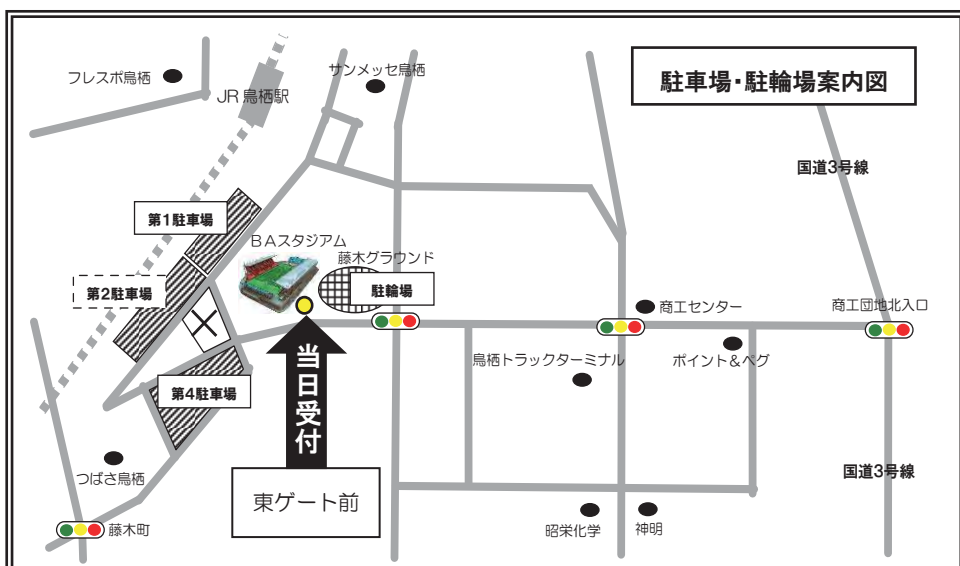 フレスポ鳥栖
サンメッセ鳥栖
JR鳥栖駅
駐車場・駐輪場案内図
国道3号線
第1駐車場
BAスタジアム
藤木グラウンド
第2駐車場
駐輪場
商工センター
商工団地北入口
鳥栖トラックターミナル
ポイント&ペグ
第4駐車場
当日受付
つばさ鳥栖
国道3号線
東ゲート前
藤木町
昭栄化学
神明